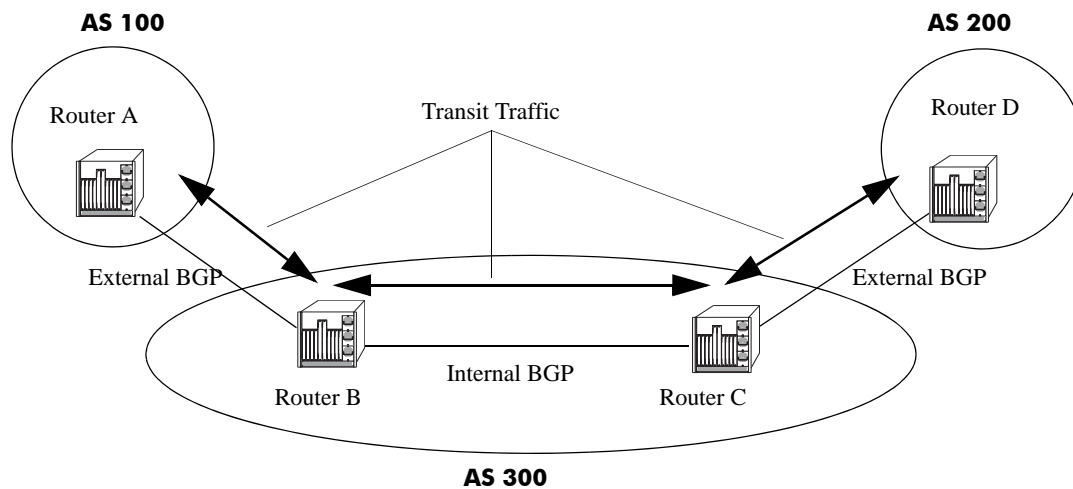 AS 100
AS 200
Router A
Transit Traffic
Router D
External BGP
External BGP
Internal BGP
Router B
Router C
AS 300